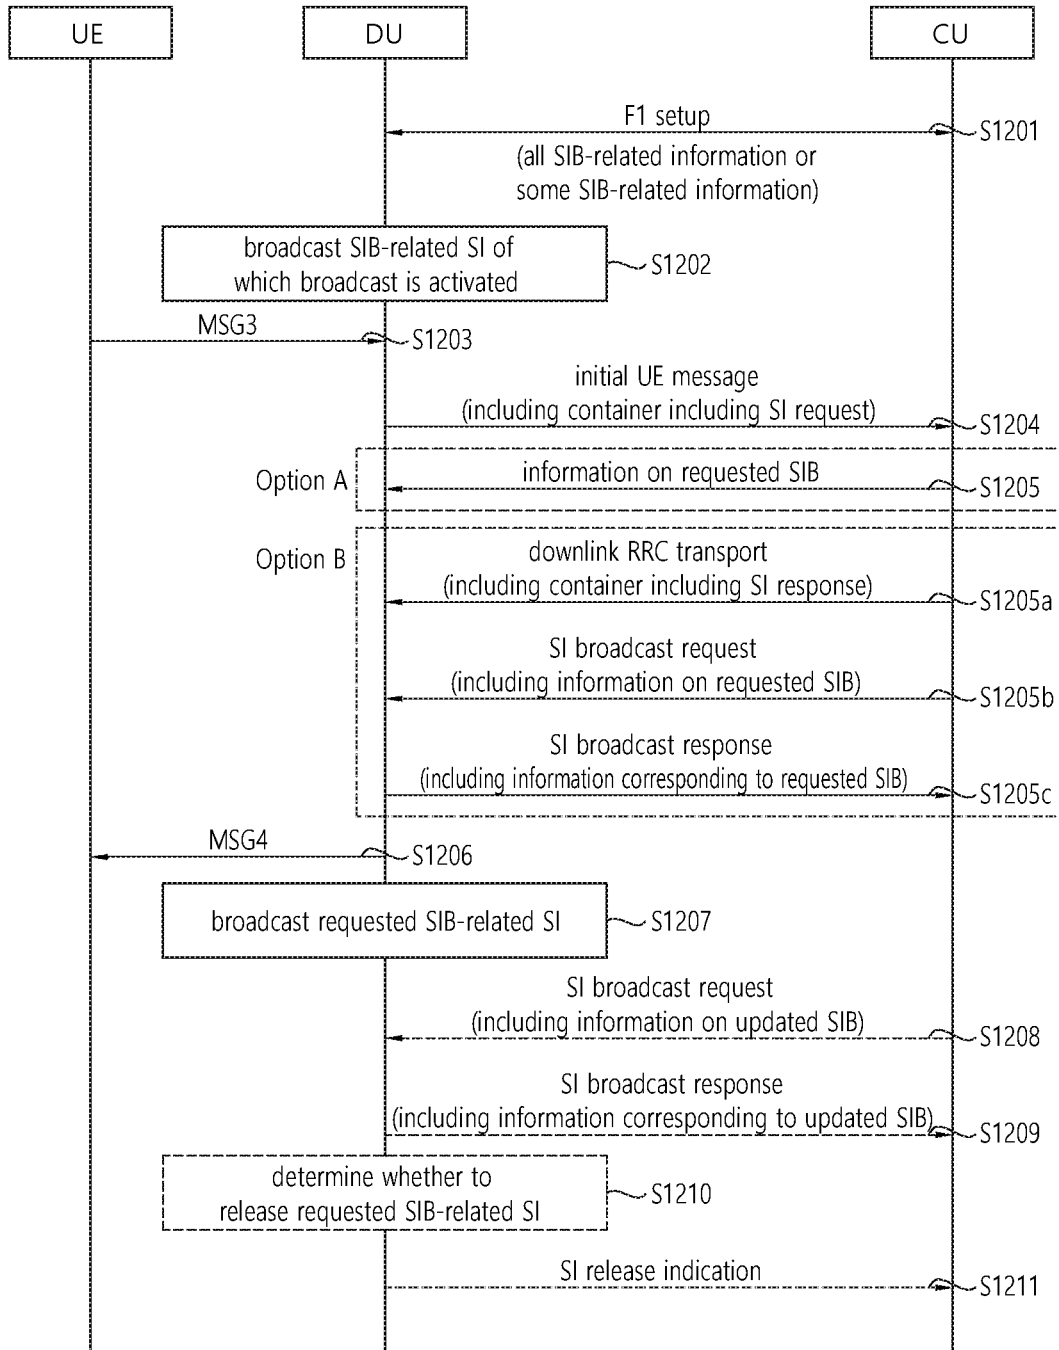 UE
DU
CU
F1 setup
S1201
(all SIB-related information or
some SIB-related information)
broadcast SIB-related SI of
which broadcast is activated
S1202
MSG3
S1203
initial UE message
(including container including SI request)
S1204
Option A
information on requested SIB
S1205
Option B
downlink RRC transport
(including container including SI response)
S1205a
SI broadcast request
(including information on requested SIB)
S1205b
SI broadcast response
(including information corresponding to requested SIB)
S1205c
MSG4
S1206
broadcast requested SIB-related SI
S1207
SI broadcast request
(including information on updated SIB)
S1208
SI broadcast response
(including information corresponding to updated SIB)
S1209
determine whether to
release requested SIB-related SI
S1210
SI release indication
S1211